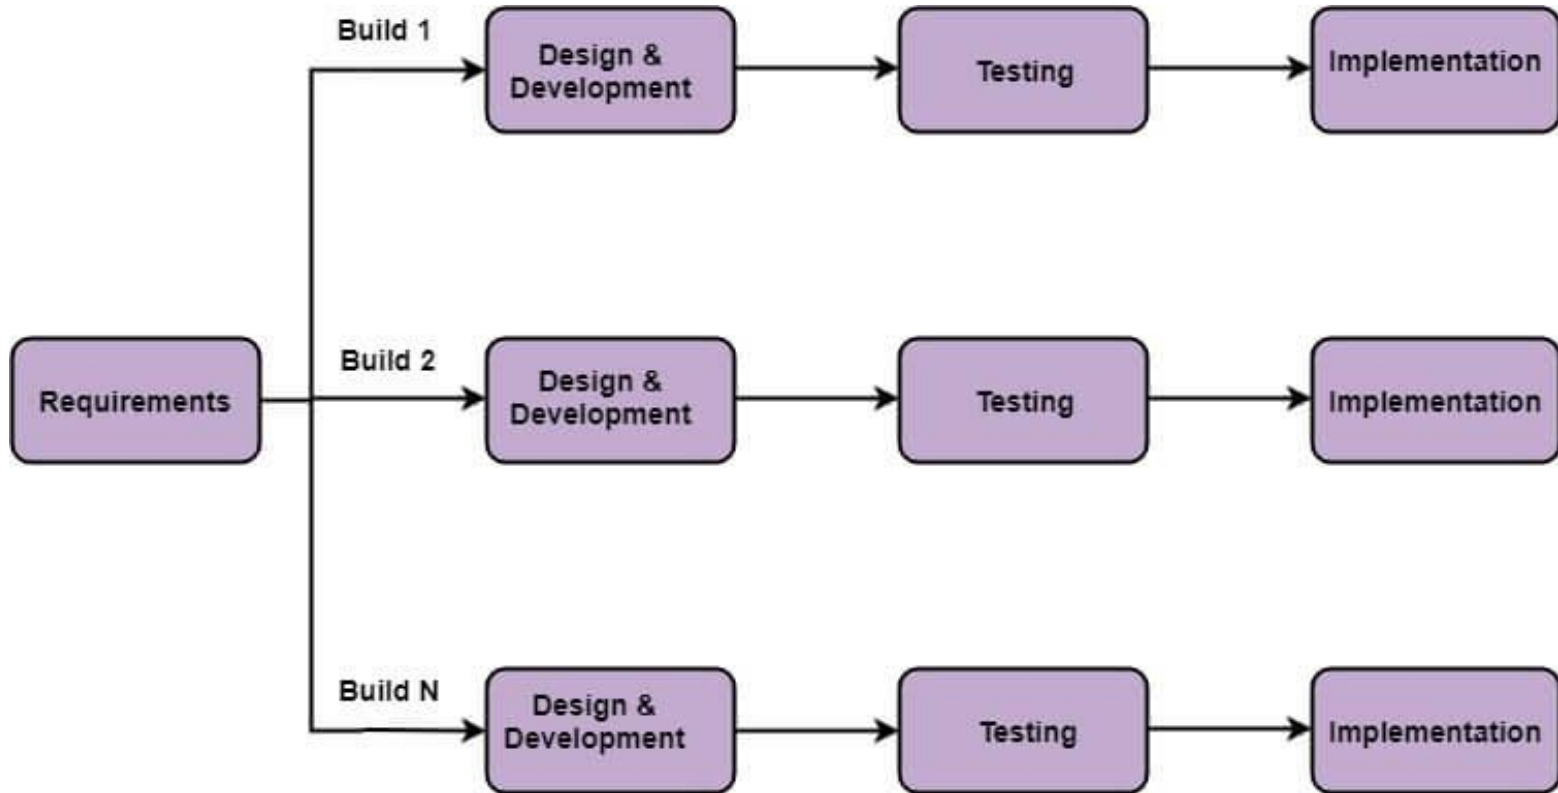 Build 1
Design &
Development
Testing
Implementation
Requirements
Build 2
Design &
Development
Testing
Implementation
Build N
Design &
Development
Testing
Implementation